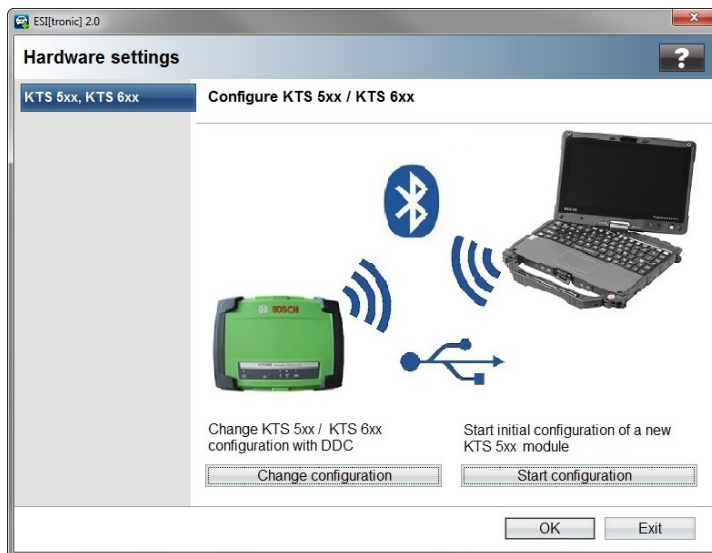 ESI[tronic] 2.0
Hardware settings
?
KTS 5xx, KTS 6xx
Configure KTS 5xx / KTS 6xx
BOSCH
Change KTS 5xx / KTS 6xx
configuration with DDC
Start initial configuration of a new
KTS 5xx module
Change configuration
Start configuration
OK
Exit